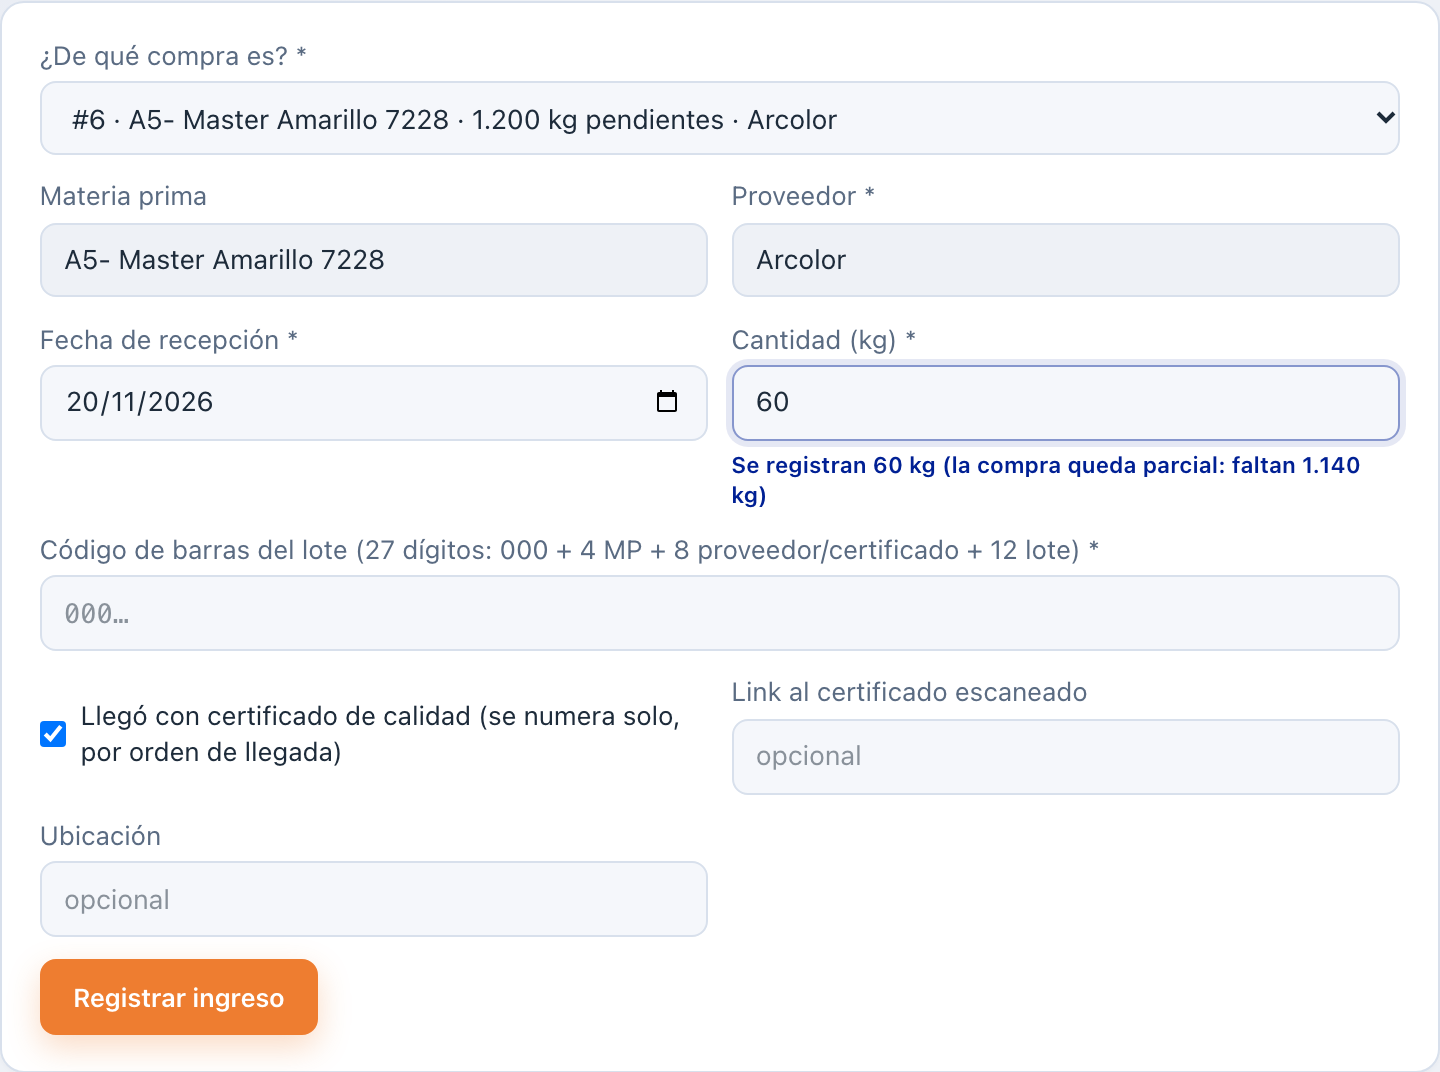 ¿De qué compra es? *
#6 · A5- Master Amarillo 7228 · 1.200 kg pendientes · Arcolor
Materia prima
Proveedor *
A5- Master Amarillo 7228
Arcolor
Fecha de recepción *
Cantidad (kg) *
20/11/2026
60
Se registran 60 kg (la compra queda parcial: faltan 1.140
kg)
Código de barras del lote (27 dígitos: 000 + 4 MP + 8 proveedor/certificado + 12 lote) *
000…
Llegó con certificado de calidad (se numera solo,
por orden de llegada)
Link al certificado escaneado
opcional
Ubicación
opcional
Registrar ingreso